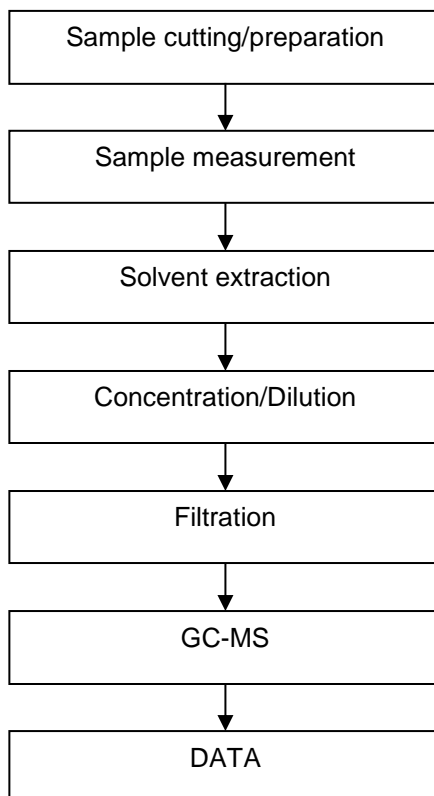 Sample cutting/preparation
Sample measurement
Solvent extraction
Concentration/Dilution
Filtration
GC-MS
DATA